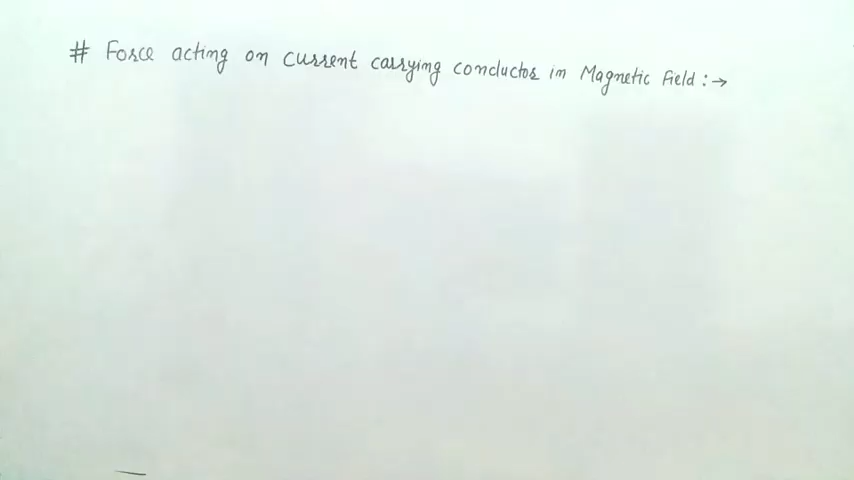 # Force acting on current carrying conductor in Magnetic Field :→